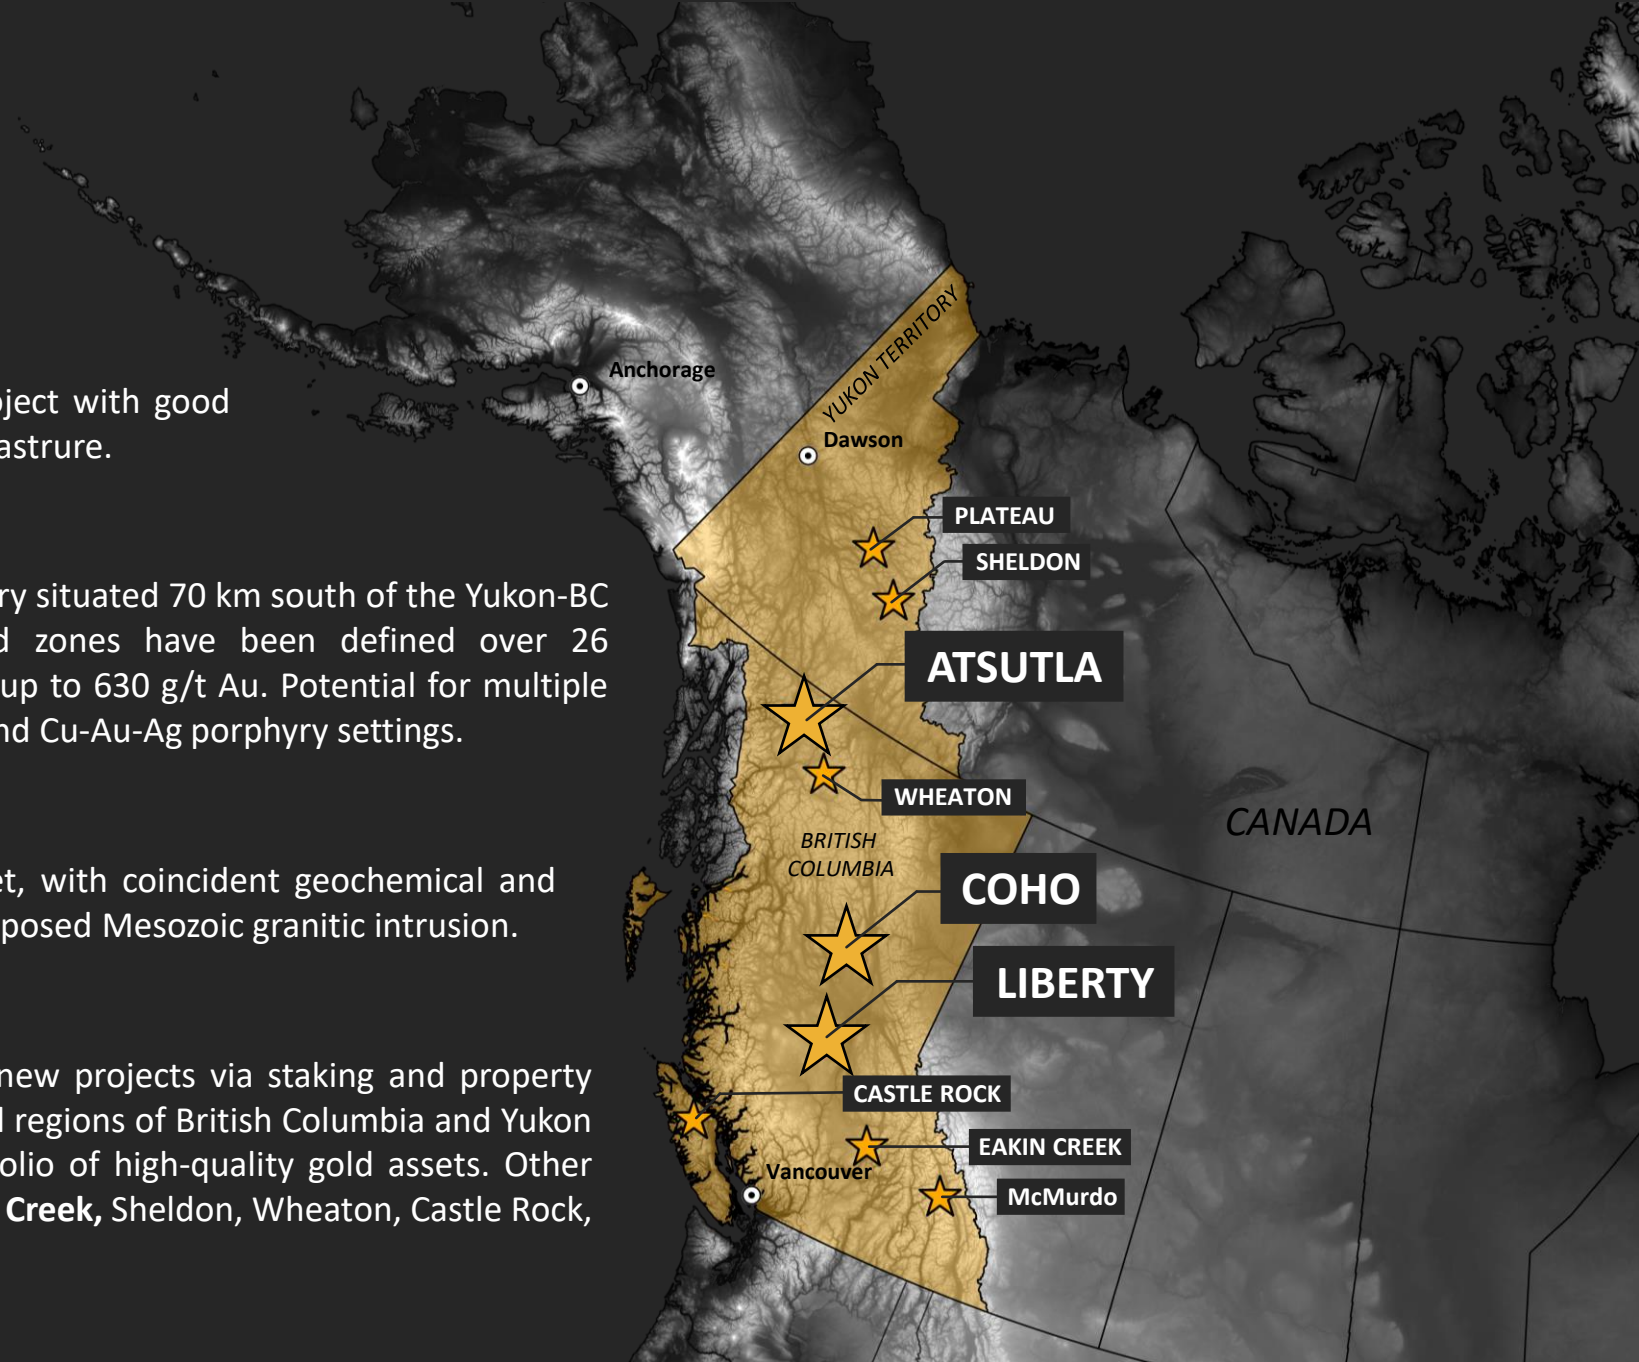 ject with good
astrure.
ry situated 70 km south of the Yukon-BC
d zones have been defined over 26
up to 630 g/t Au. Potential for multiple
nd Cu-Au-Ag porphyry settings.
et, with coincident geochemical and
posed Mesozoic granitic intrusion.
new projects via staking and property
d regions of British Columbia and Yukon
folio of high-quality gold assets. Other
Creek, Sheldon, Wheaton, Castle Rock,
YUKON TERRITORY
Anchorage
Dawson
PLATEAU
SHELDON
ATSUTLA
WHEATON
BRITISH
COLUMBIA
CANADA
COHO
LIBERTY
CASTLE ROCK
EAKIN CREEK
Vancouver
McMurdo